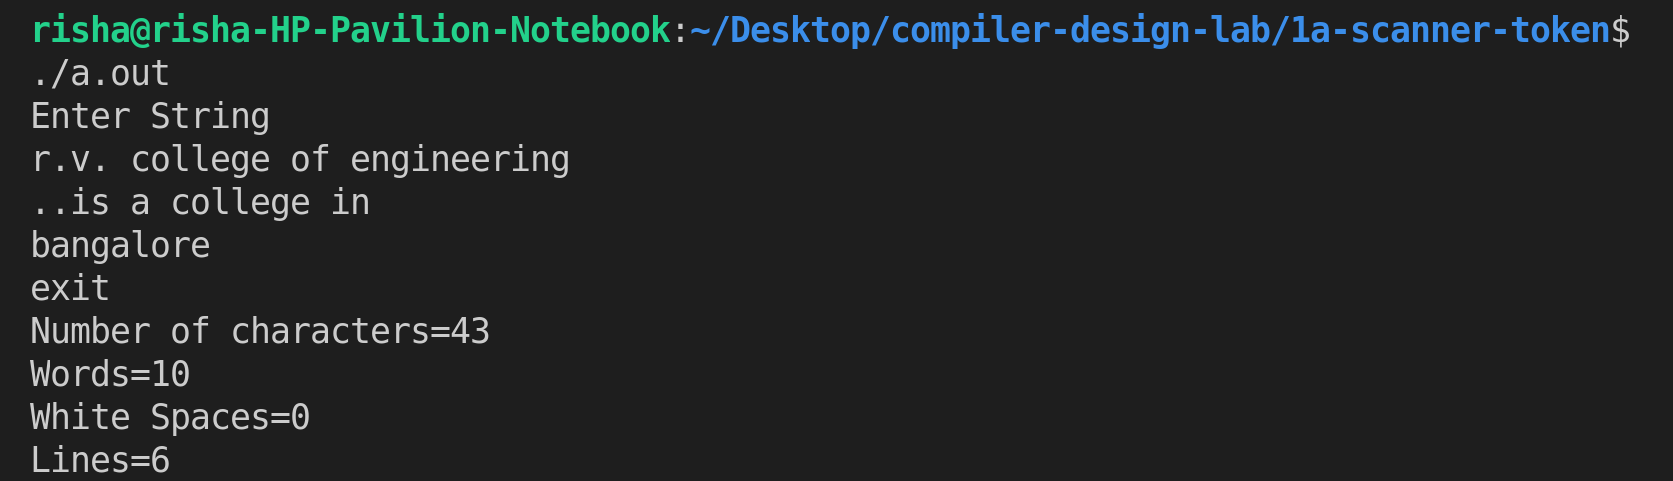 risha@risha-HP-Pavilion-Notebook:~/Desktop/compiler-design-lab/1a-scanner-token$
./a.out
Enter String
r.v. college of engineering
..is a college in
bangalore
exit
Number of characters=43
Words=10
White Spaces=0
Lines=6